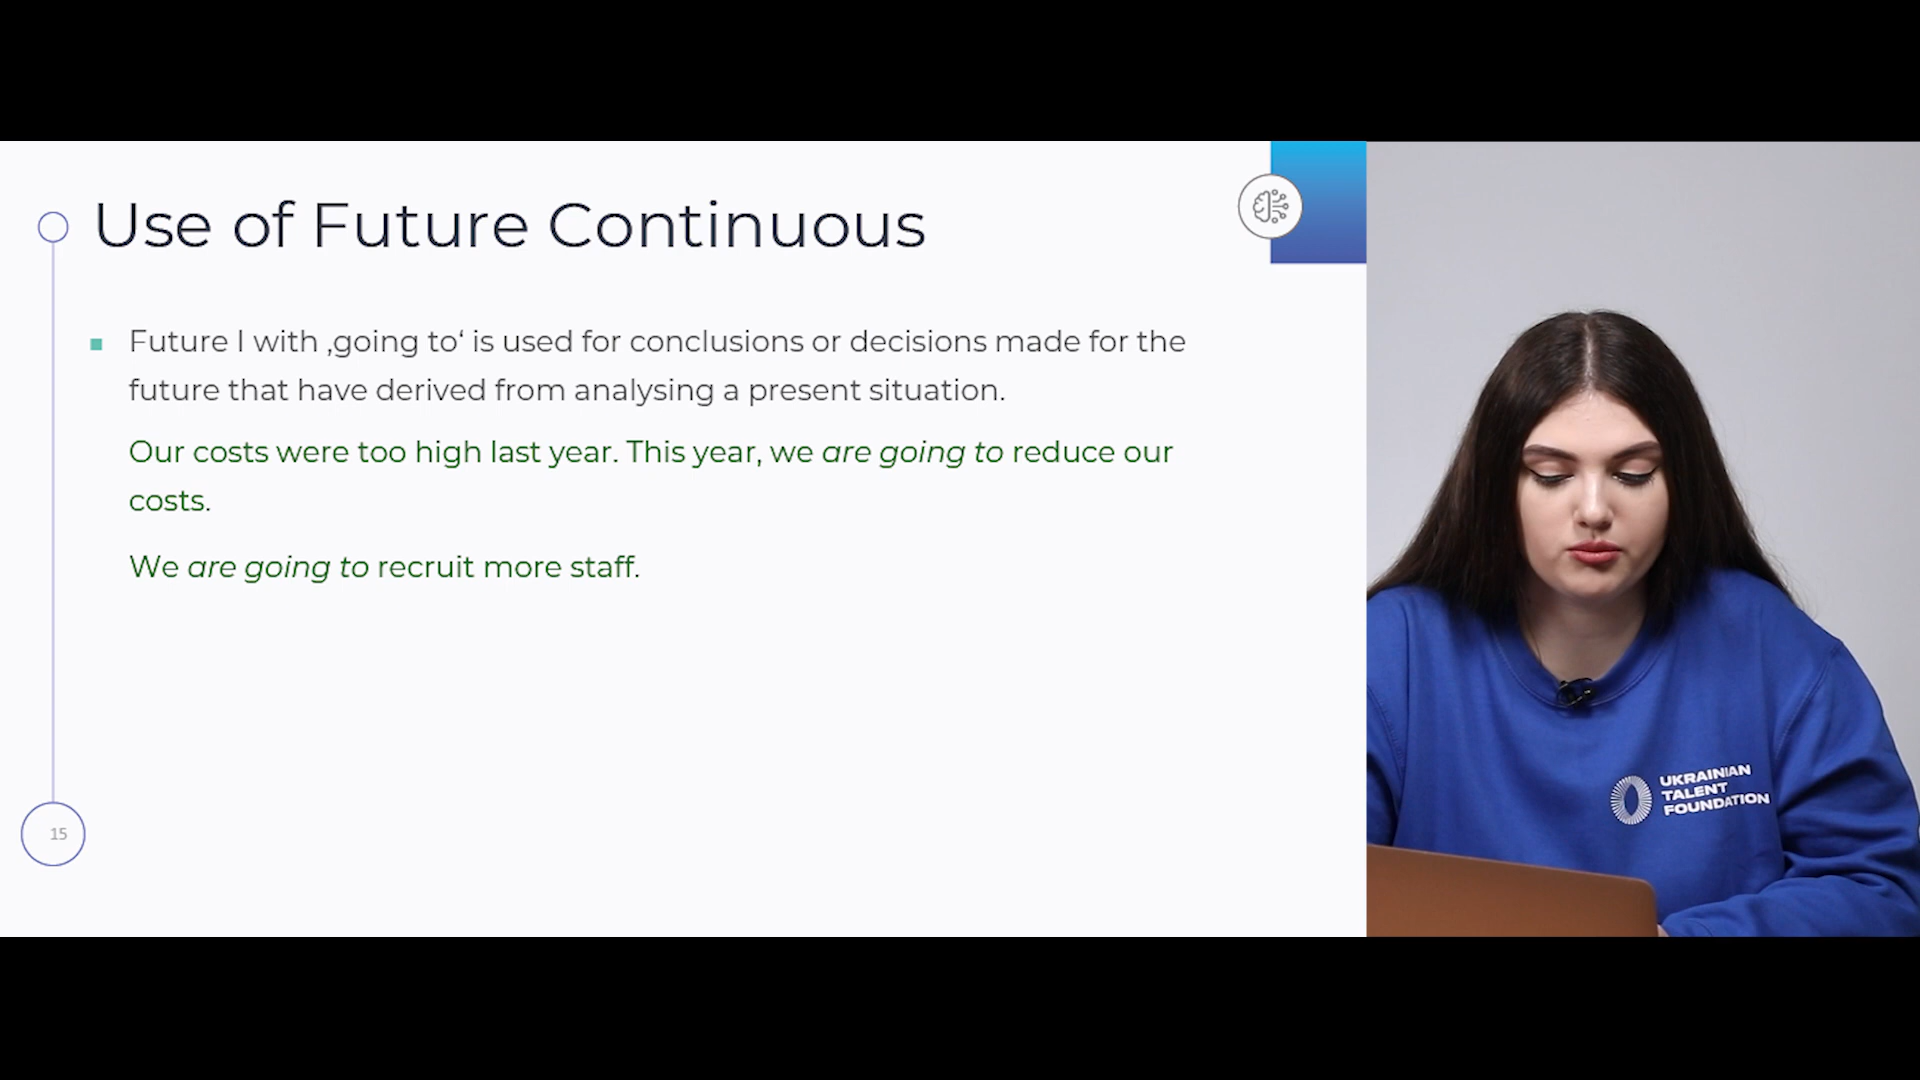 Use of Future Continuous
Future I with ‚going to‘ is used for conclusions or decisions made for the
future that have derived from analysing a present situation.
Our costs were too high last year. This year, we are going to reduce our
costs.
We are going to recruit more staff.
15
UKRAINIAN
TALENT
FOUNDATION